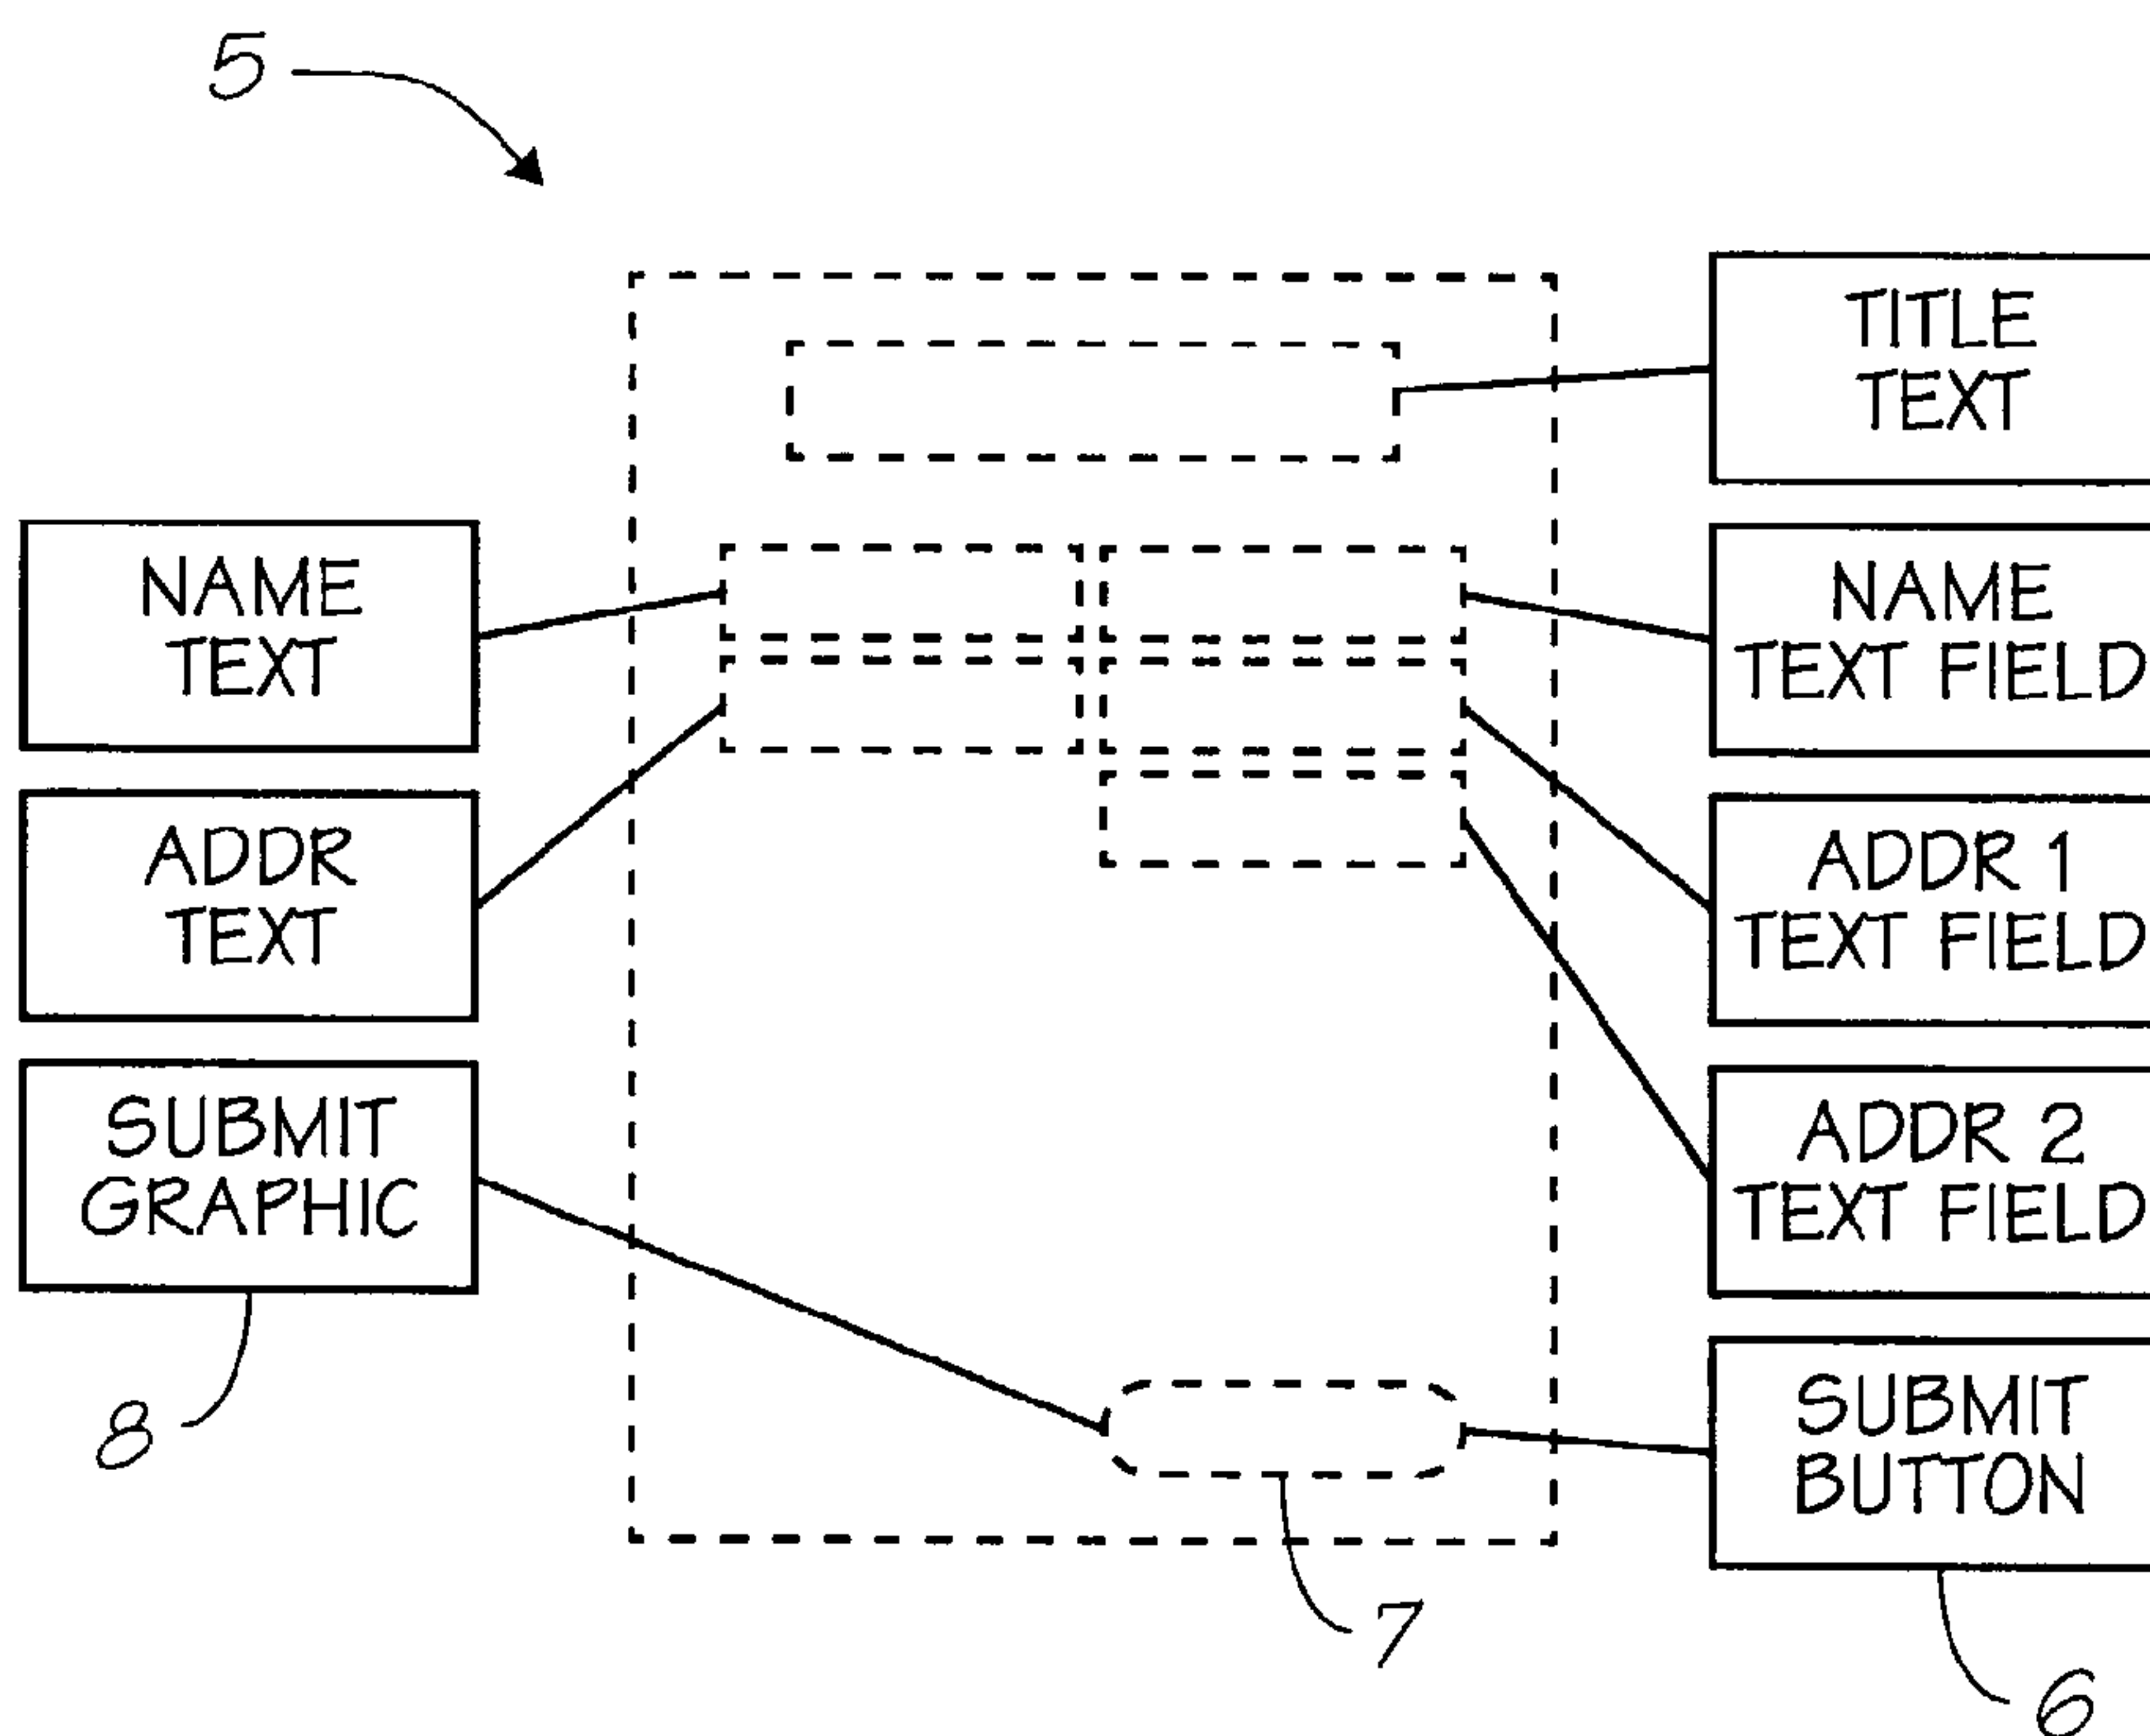 5
TITLE
TEXT
NAME
TEXT
NAME
TEXT FIELD
ADDR
TEXT
ADDR 1
TEXT FIELD
SUBMIT
GRAPHIC
ADDR 2
TEXT FIELD
8
SUBMIT
BUTTON
7
6